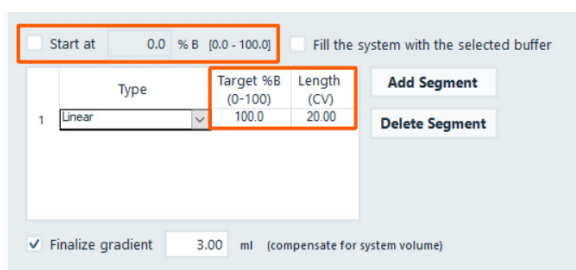 Start at 0.0 % B [0.0 - 100.0] Fill the system with the selected buffer
Type Target %B (0-100) Length (CV) Add Segment
1 Linear 100.0 20.00 Delete Segment
Finalize gradient 3.00 ml (compensate for system volume)